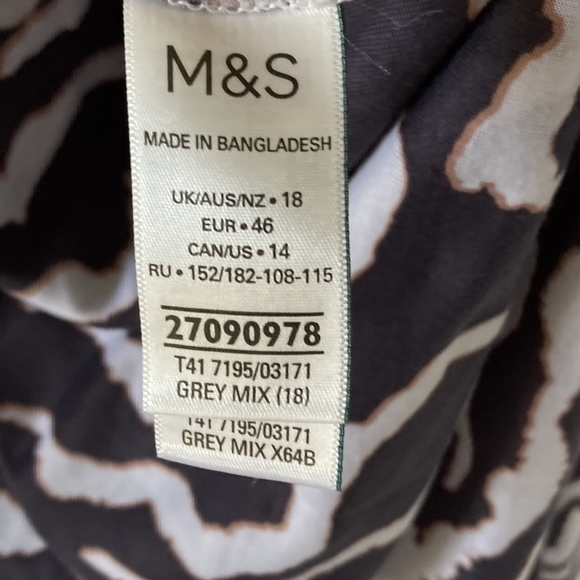 M&S
MADE IN BANGLADESH
UK/AUS/NZ • 18
EUR • 46
CAN/US • 14
RU • 152/182-108-115
27090978
T41 7195/03171
GREY MIX (18)
T41 7195/03171
GREY MIX X64B